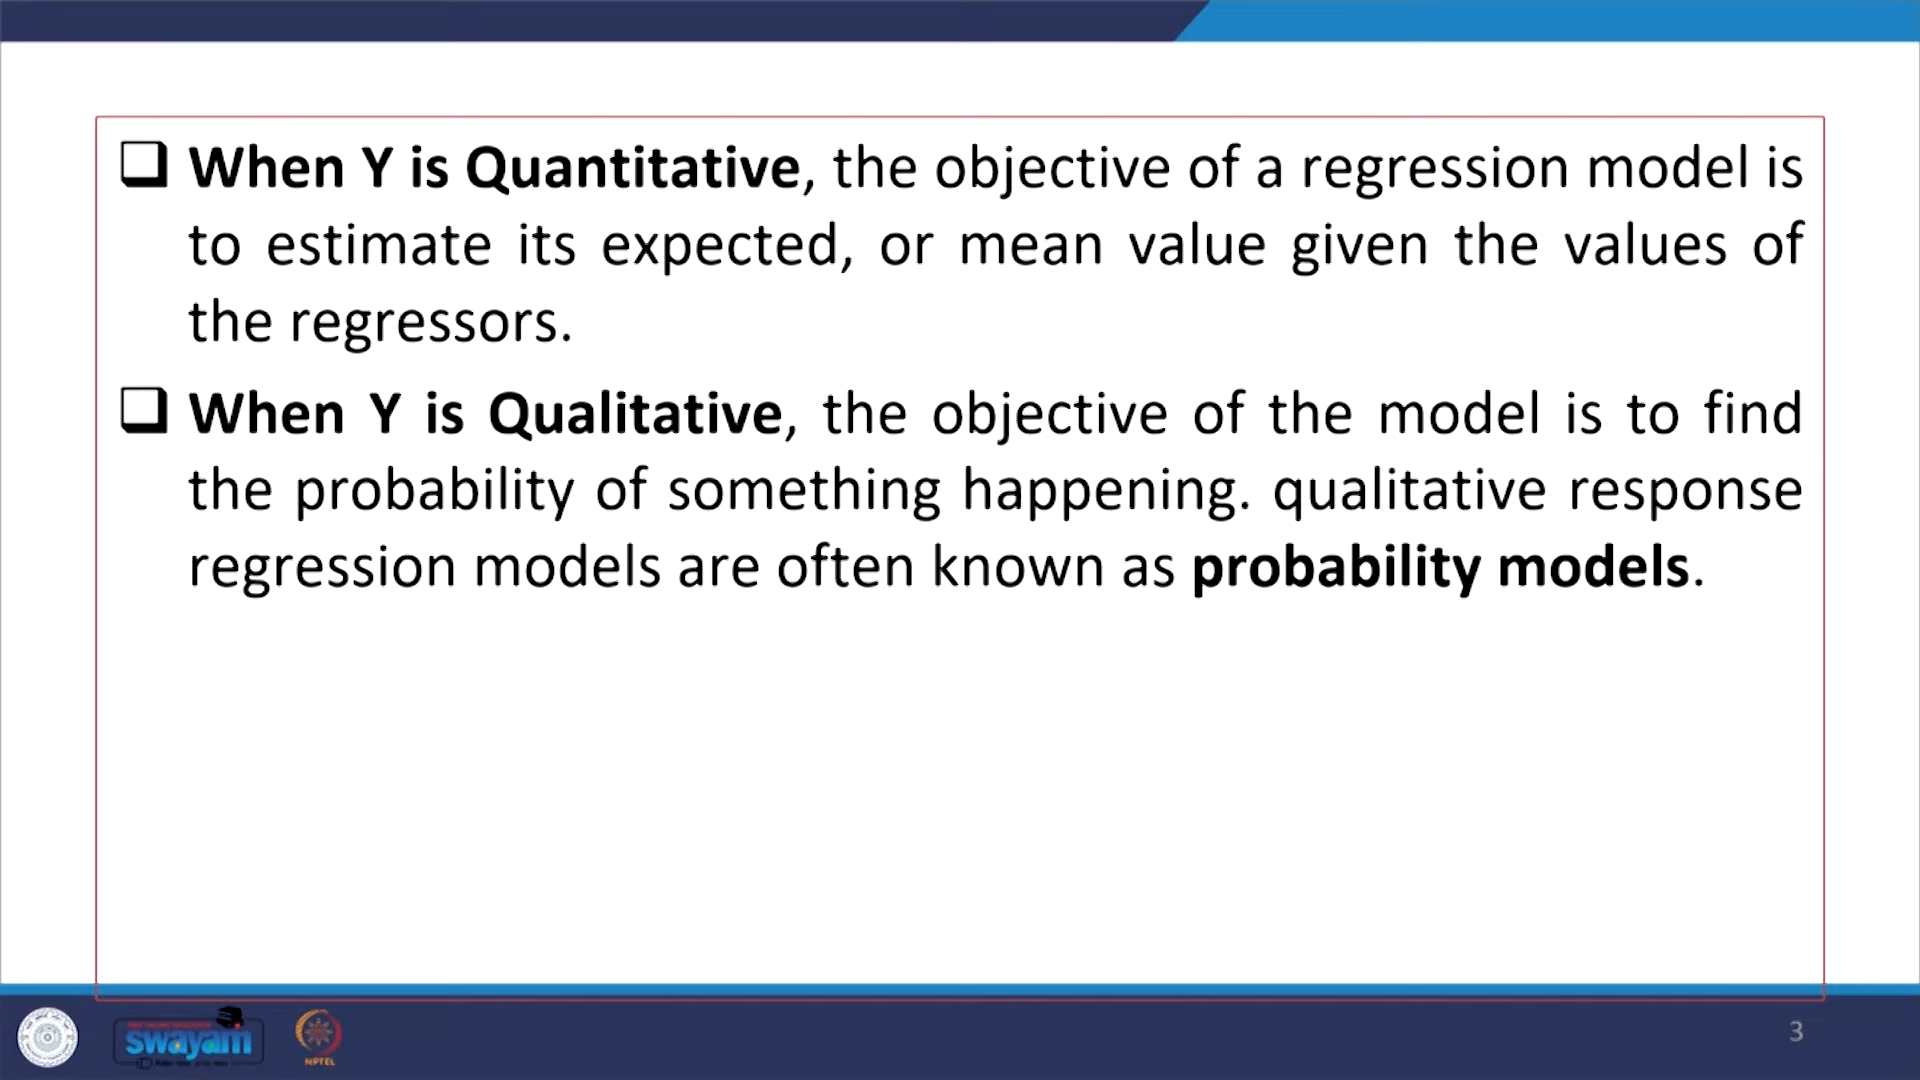 When Y is Quantitative, the objective of a regression model is
to estimate its expected, or mean value given the values of
the regressors.
When Y is Qualitative, the objective of the model is to find
the probability of something happening. qualitative response
regression models are often known as probability models.
swayam
NPTEL
3